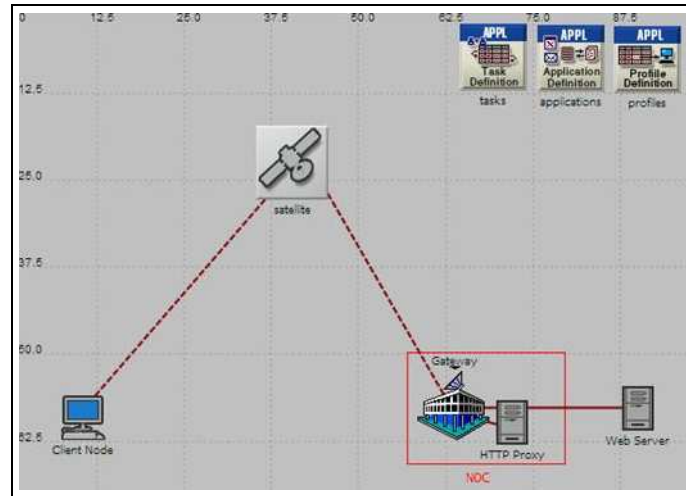 0 12.5 25.0 37.5 50.0 62.5 75.0 87.5
APPL APPL APPL
Task Definition Application Definition Profile Definition
tasks applications profiles
12.5
25.0
satellite
37.5
50.0
Gateway
62.5
Client Node
HTTP Proxy
Web Server
NOC